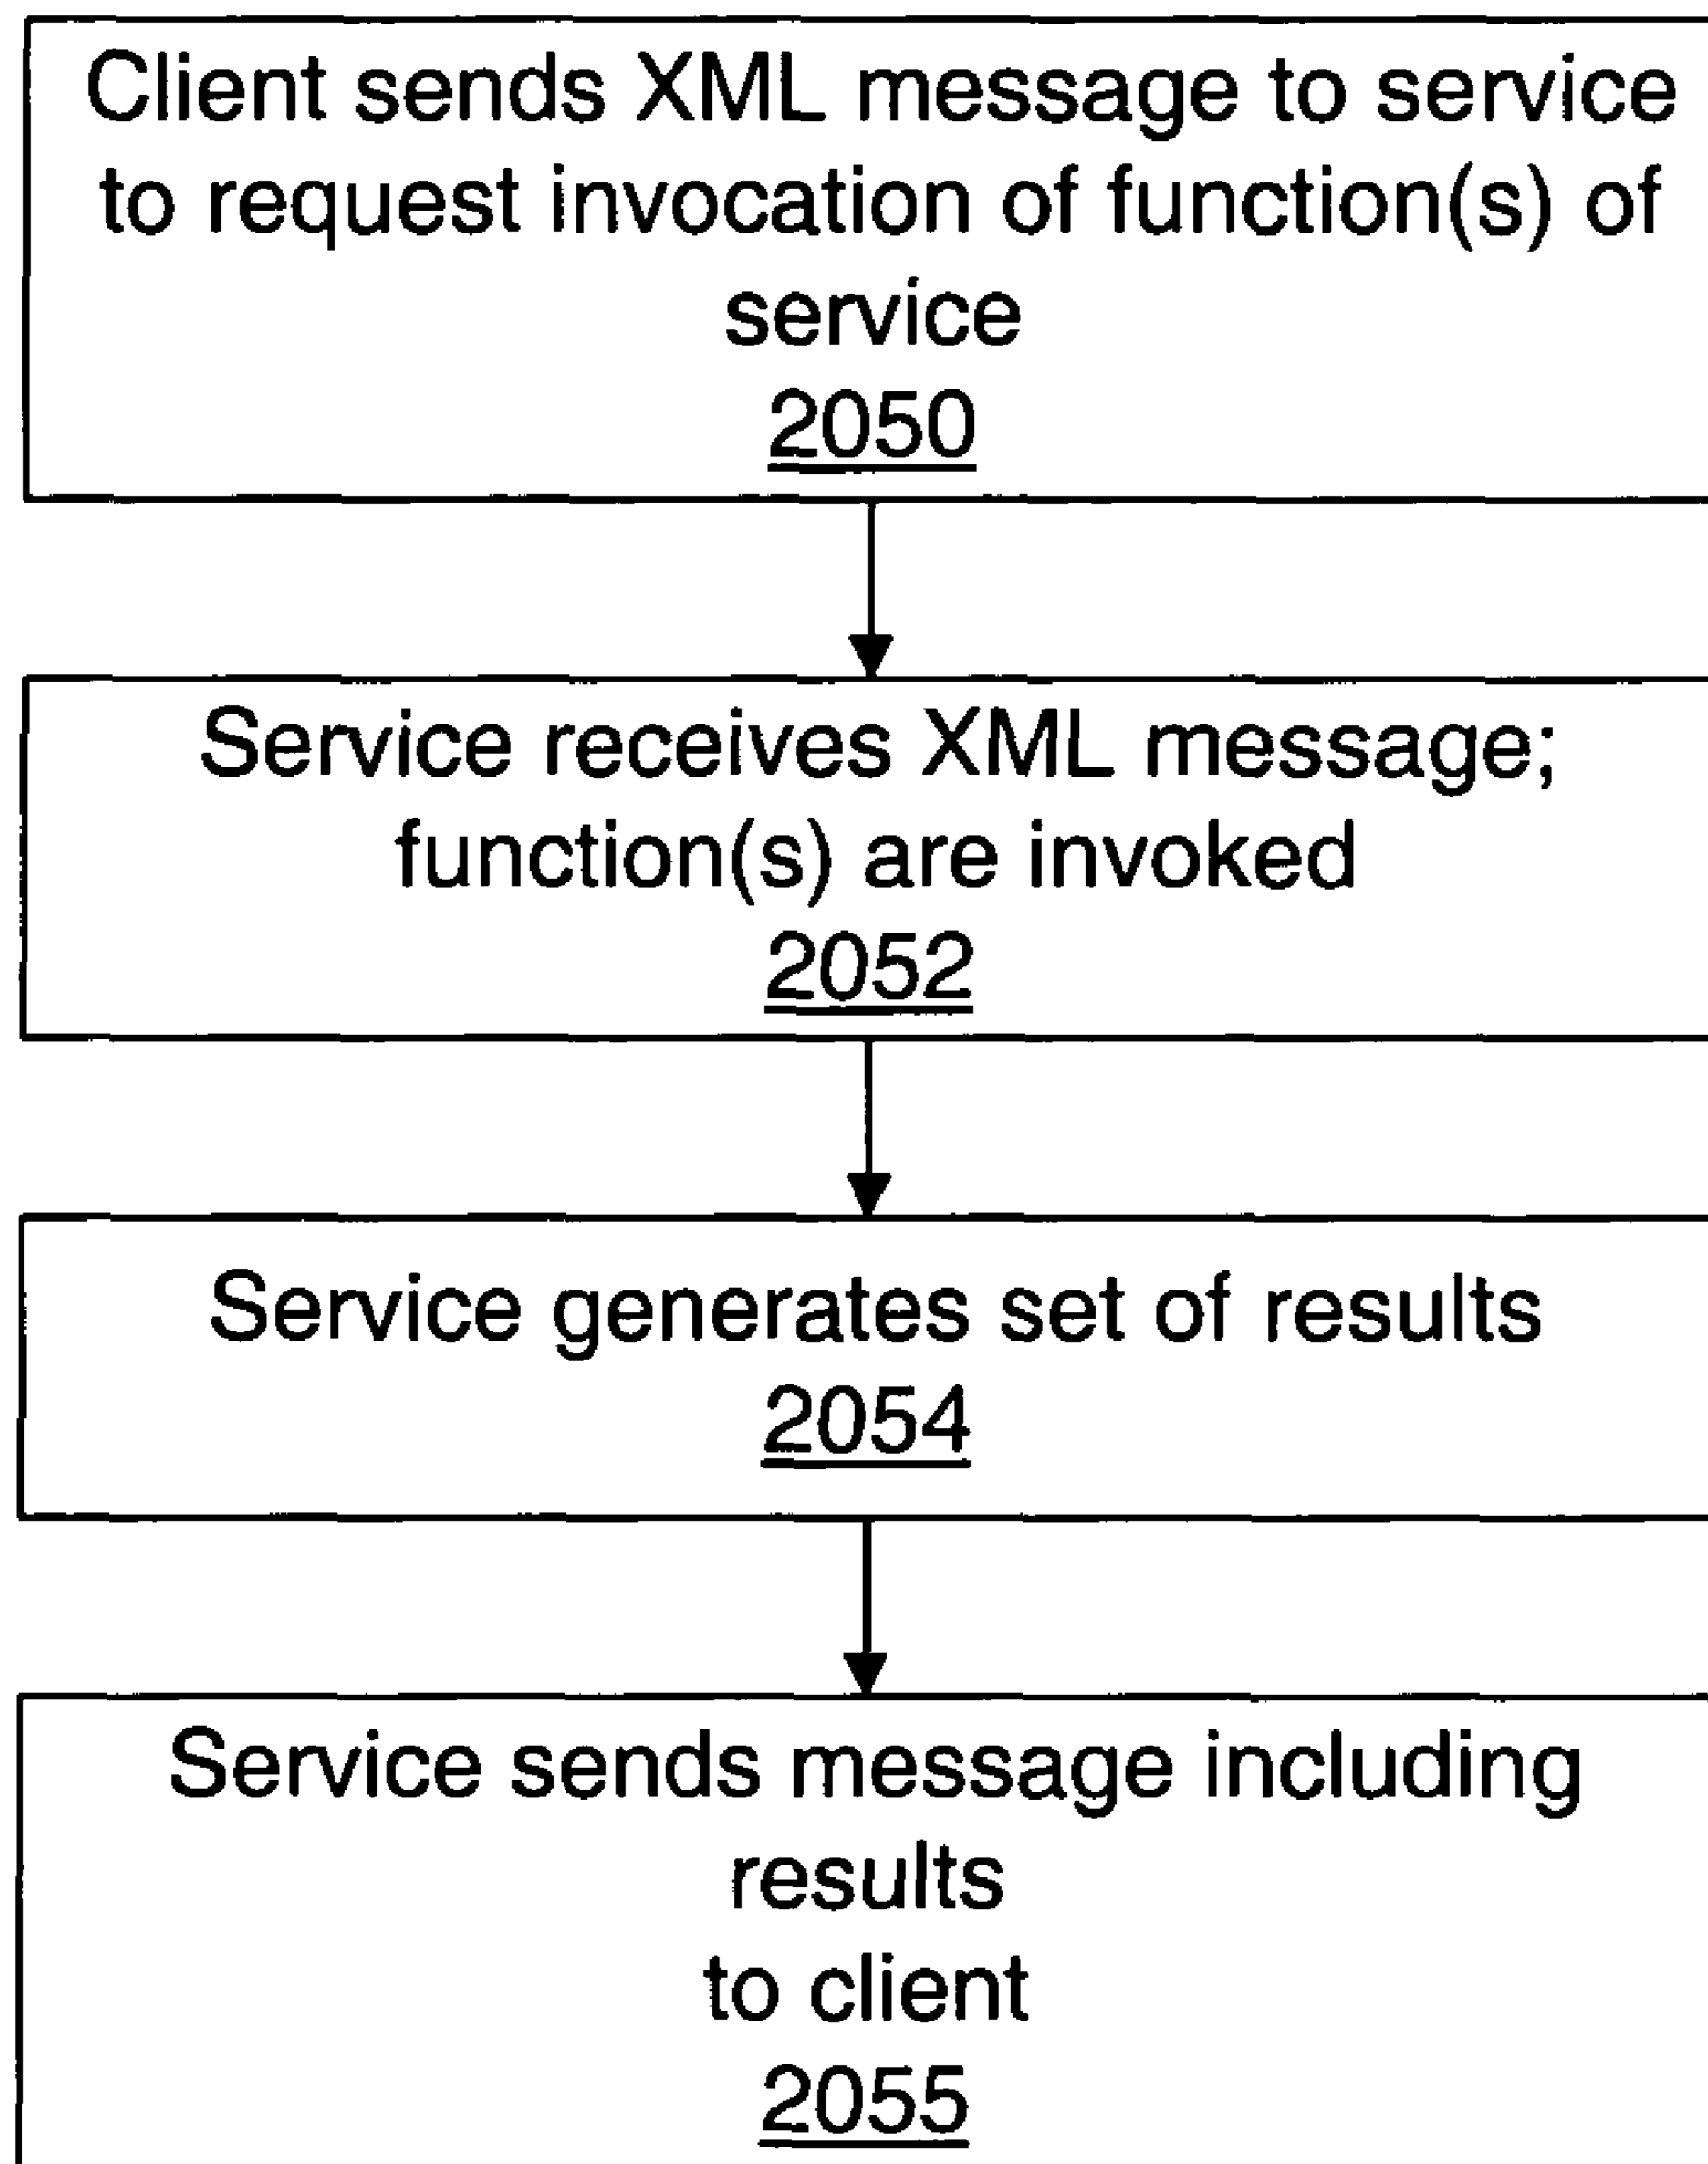 Client sends XML message to service
to request invocation of function(s) of
service
2050
Service receives XML message;
function(s) are invoked
2052
Service generates set of results
2054
Service sends message including
results
to client
2055